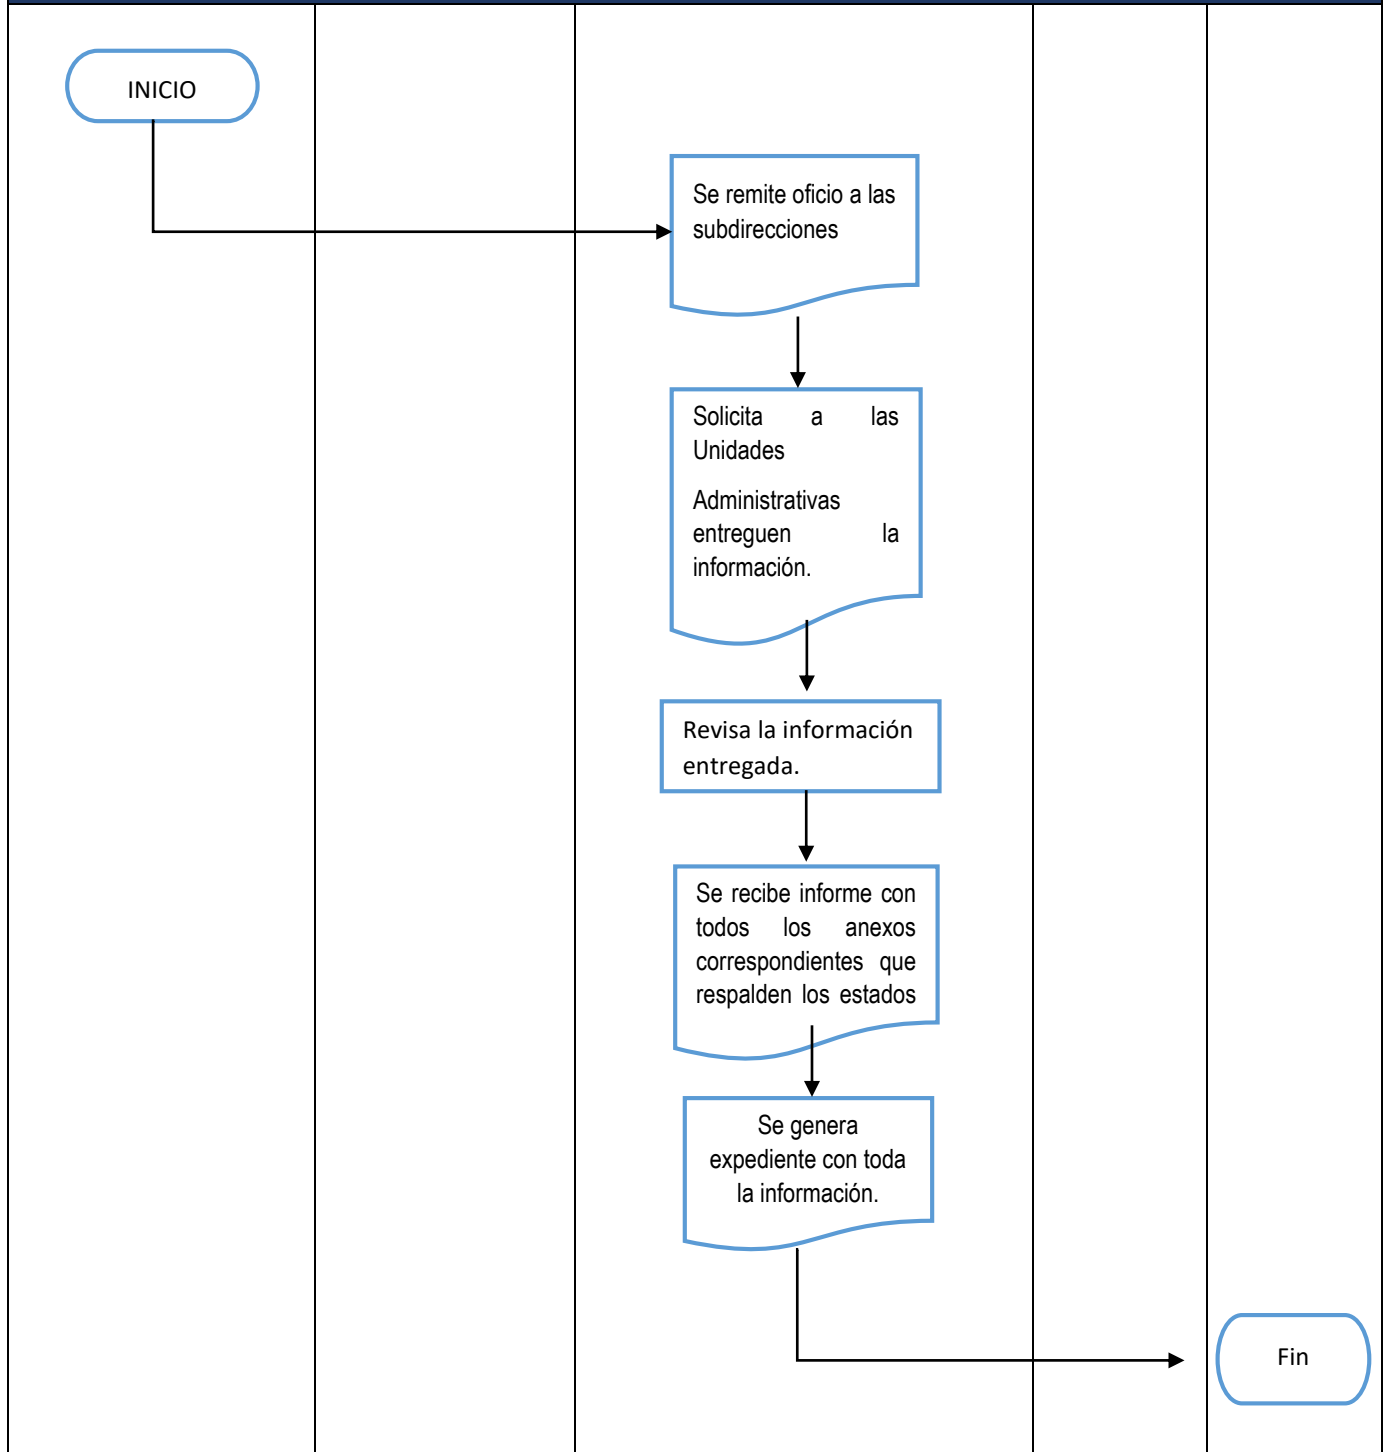 INICIO
Se remite oficio a las
subdirecciones
Solicita a las
Unidades
Administrativas
entreguen la
información.
Revisa la información
entregada.
Se recibe informe con
todos los anexos
correspondientes que
respalden los estados
Se genera
expediente con toda
la información.
Fin